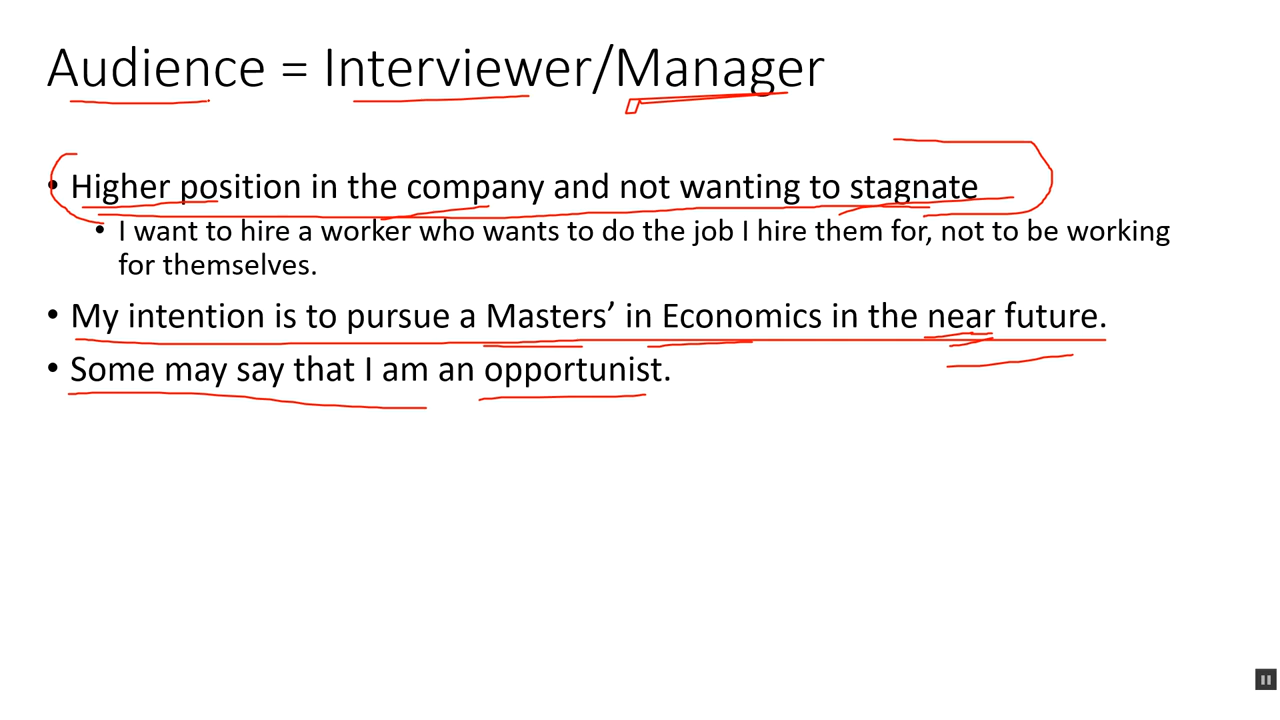 Audience = Interviewer/Manager
• Higher position in the company and not wanting to stagnate
• I want to hire a worker who wants to do the job I hire them for, not to be working
for themselves.
• My intention is to pursue a Masters’ in Economics in the near future.
• Some may say that I am an opportunist.